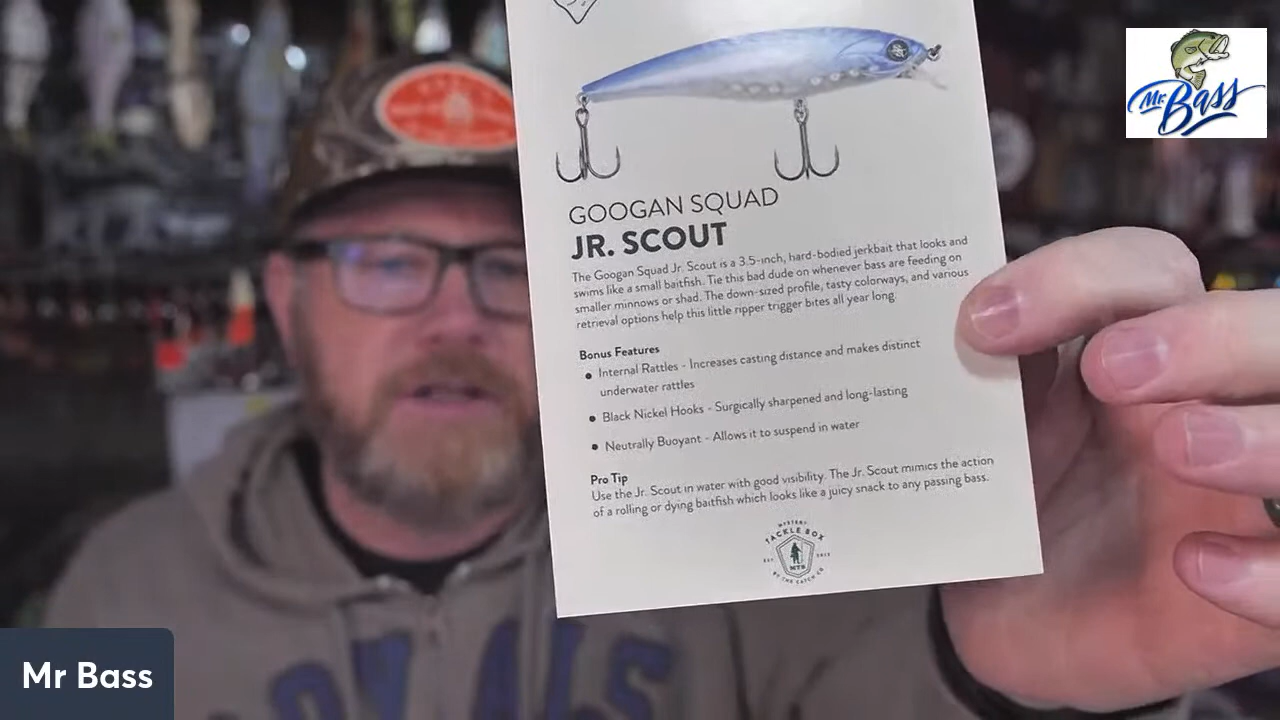 Mr. Bass
GOOGAN SQUAD
JR. SCOUT
The Googan Squad Jr. Scout is a 3.5-inch, hard-bodied jerkbait that looks and
swims like a small baitfish. Tie this bad dude on whenever bass are feeding on
smaller minnows or shad. The down-sized profile, tasty colorways, and various
retrieval options help this little ripper trigger bites all year long.
Bonus Features
• Internal Rattles - Increases casting distance and makes distinct
underwater rattles
• Black Nickel Hooks - Surgically sharpened and long-lasting
• Neutrally Buoyant - Allows it to suspend in water
Pro Tip
Use the Jr. Scout in water with good visibility. The Jr. Scout mimics the action
of a rolling or dying baitfish which looks like a juicy snack to any passing bass.
MYSTERY
TACKLE BOX
EST. 2012
MTB
BY THE CATCH CO
Mr Bass